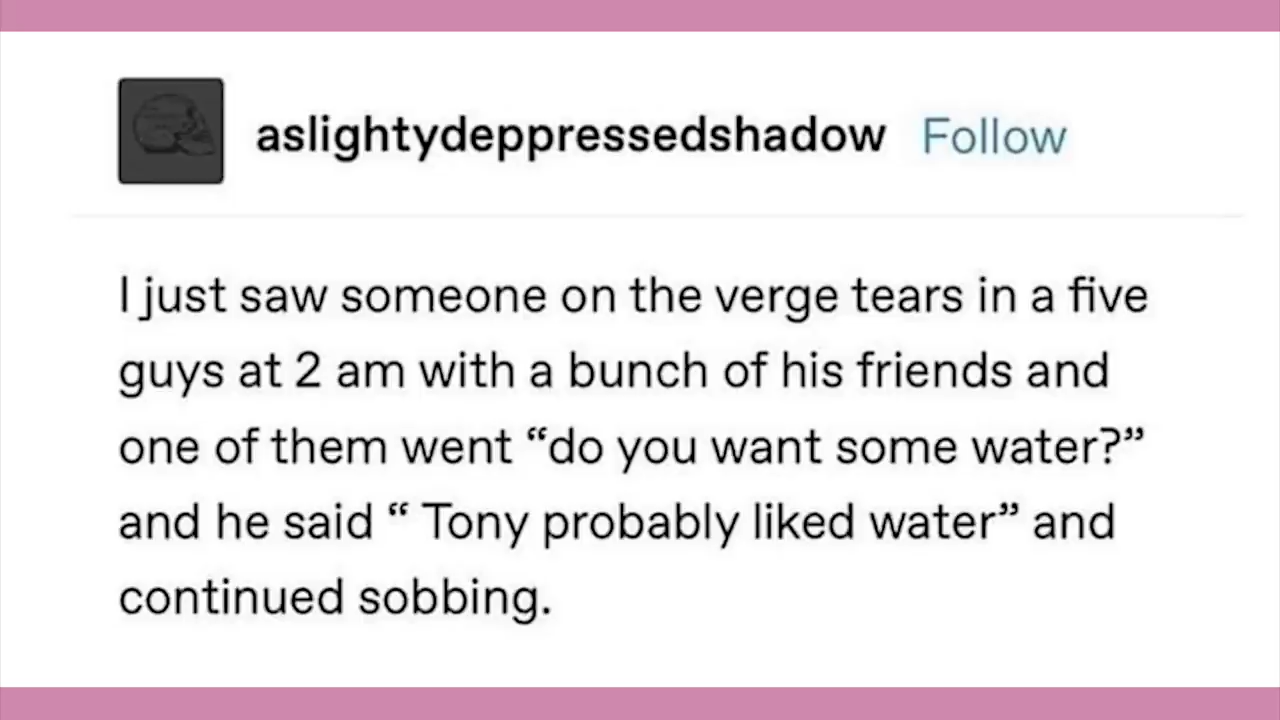 aslightydeppressedshadow Follow
I just saw someone on the verge tears in a five
guys at 2 am with a bunch of his friends and
one of them went “do you want some water?”
and he said “ Tony probably liked water” and
continued sobbing.